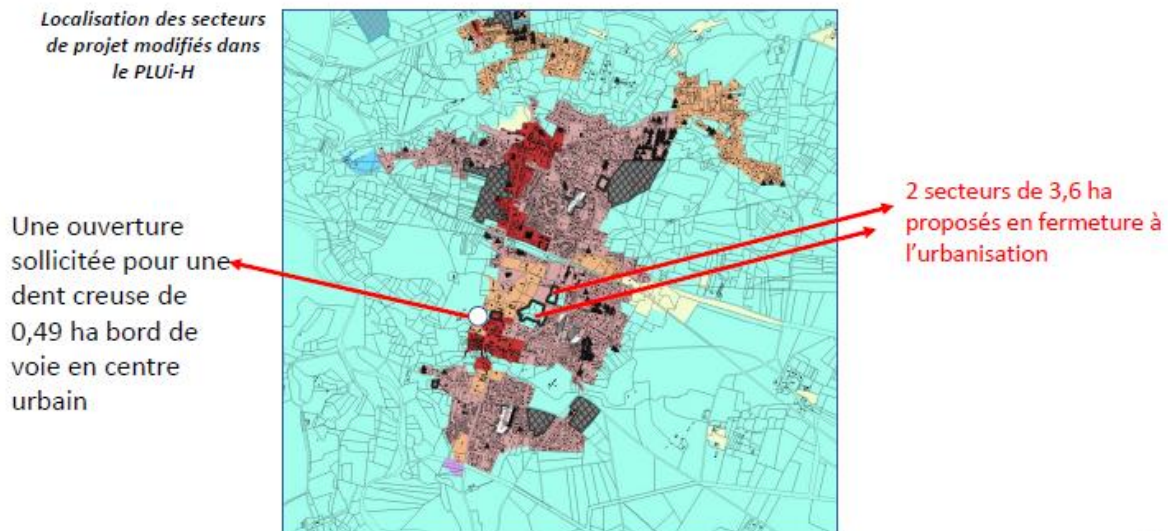 Localisation des secteurs
de projet modifiés dans
le PLUi-H
Une ouverture
sollicitée pour une
dent creuse de
0,49 ha bord de
voie en centre
urbain
2 secteurs de 3,6 ha
proposés en fermeture à
l’urbanisation